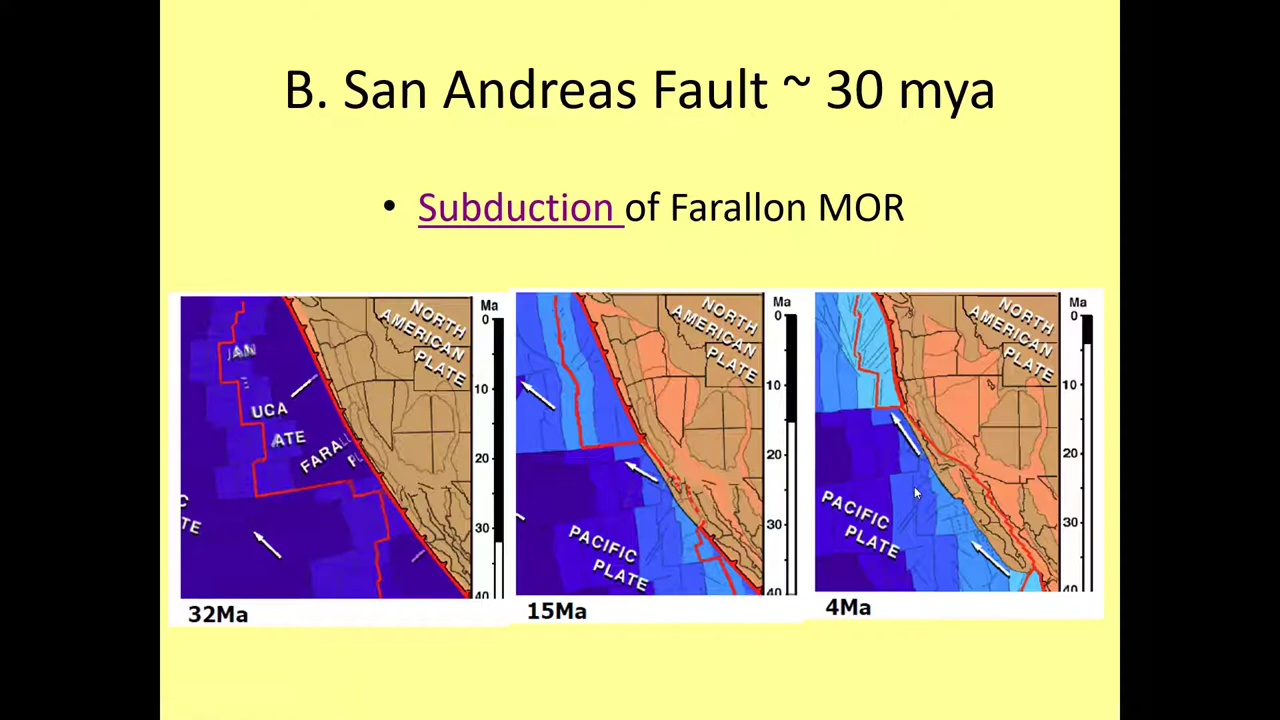 B. San Andreas Fault ~ 30 mya
• Subduction of Farallon MOR
NORTH
AMERICAN
PLATE
Ma
0
10
20
30
40
UCA
ATE
32Ma
NORTH
AMERICAN
PLATE
Ma
0
10
20
30
40
PACIFIC
PLATE
15Ma
NORTH
AMERICAN
PLATE
Ma
0
10
20
30
40
PACIFIC
PLATE
4Ma